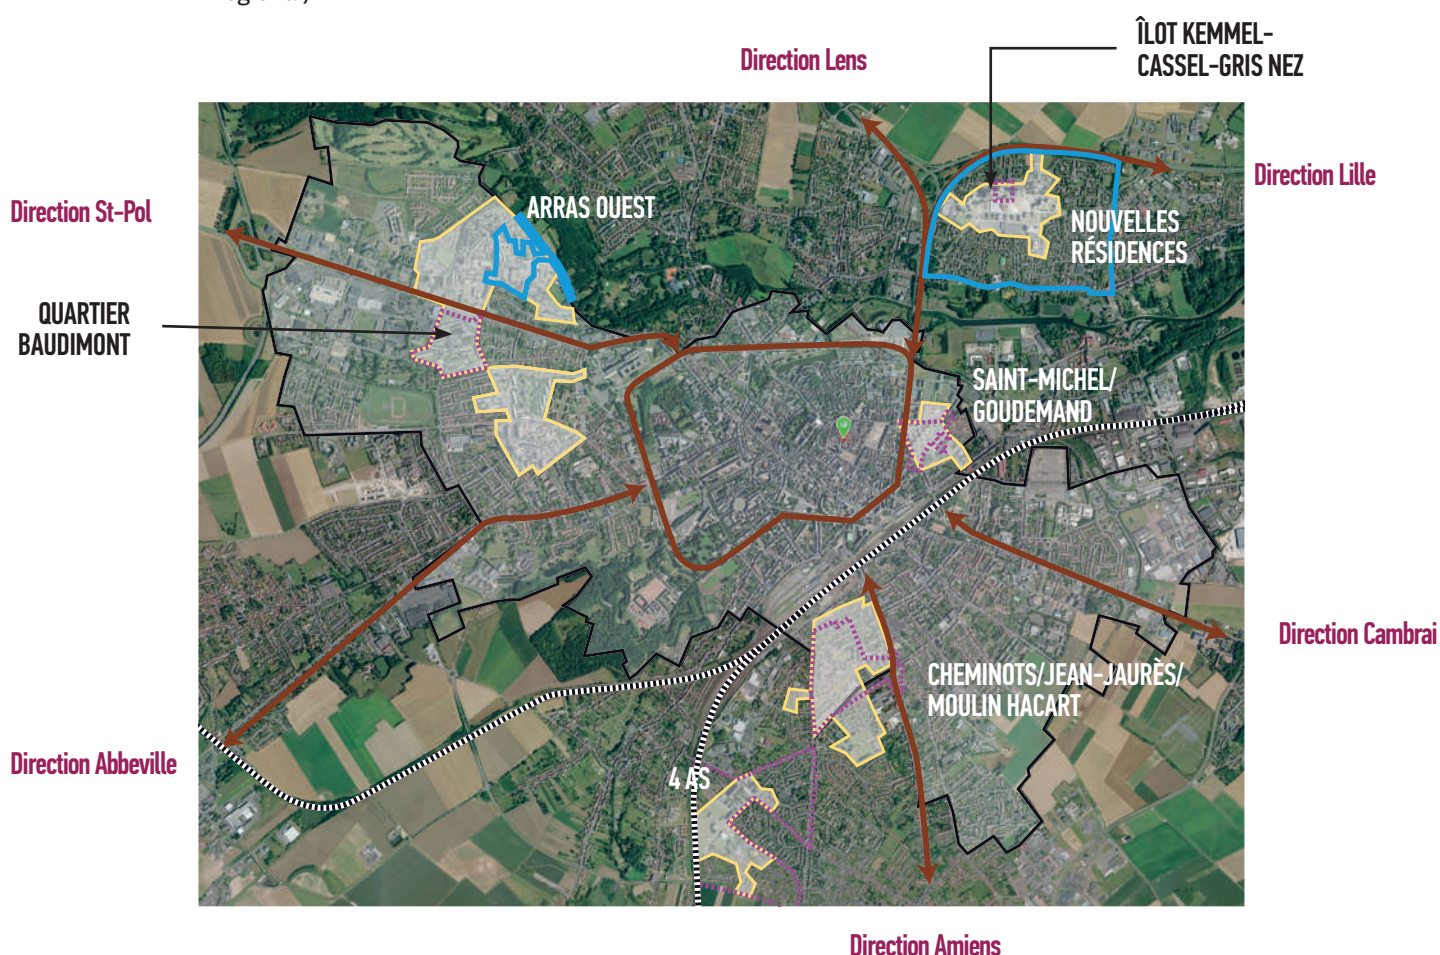 ÎLOT KEMMEL-
CASSEL-GRIS NEZ
Direction Lens
Direction Lille
Direction St-Pol
ARRAS OUEST
NOUVELLES
RÉSIDENCES
QUARTIER
BAUDIMONT
SAINT-MICHEL/
GOUDEMAND
Direction Cambrai
CHEMINOTS/JEAN-JAURÈS/
MOULIN HACART
Direction Abbeville
4 AS
Direction Amiens